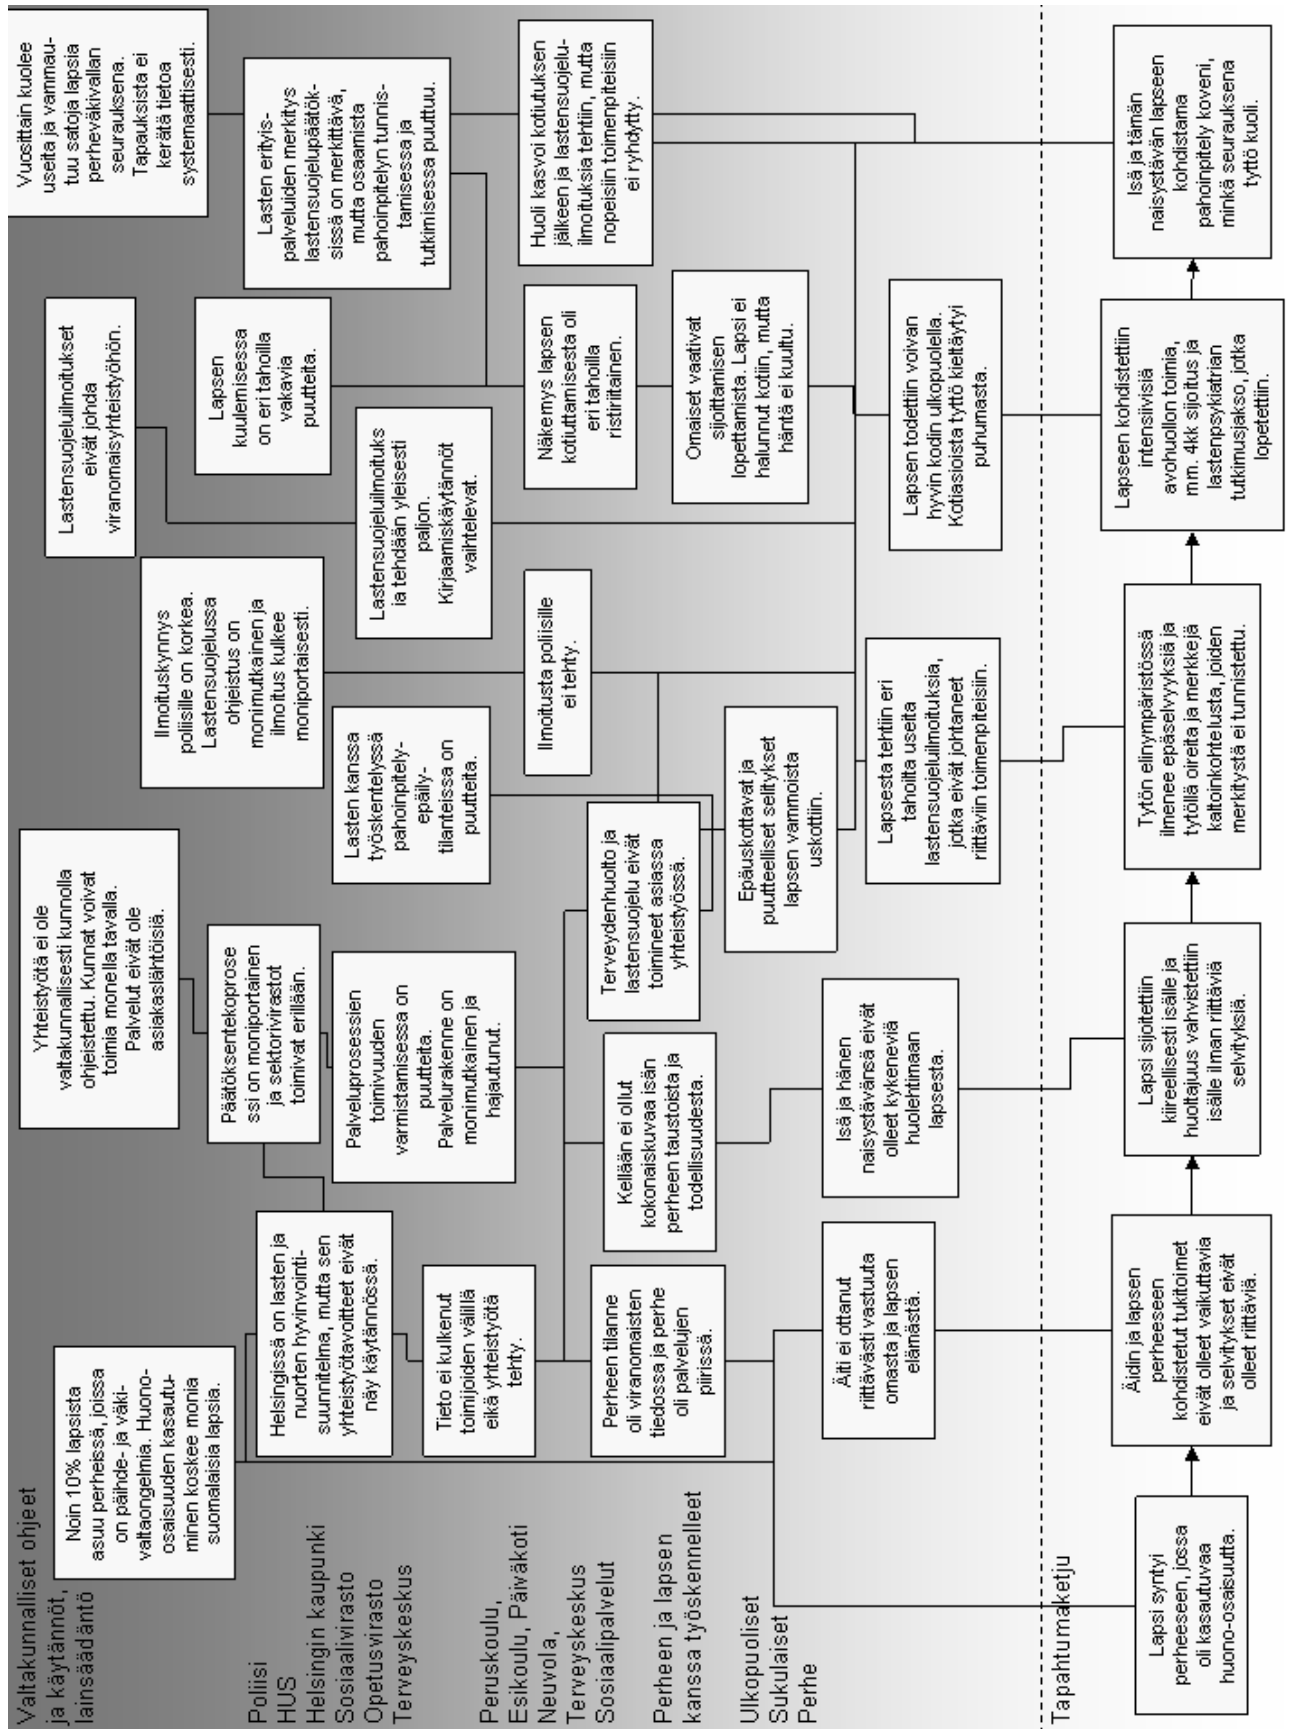 Valtakunnalliset ohjeet
ja käytännöt,
lainsäädäntö
Noin 10% lapsista
asuu perheissä, joissa
on päihde- ja väki-
valtaongelmia. Huono-
osaisuuden kasautu-
minen koskee monia
suomalaisia lapsia.
Yhteistyötä ei ole
valtakunnallisesti kunnolla
ohjeistettu. Kunnat voivat
toimia monella tavalla.
Palvelut eivät ole
asiakaslähtöisiä.
Ilmoituskynnys
poliisille on korkea.
Lastensuojelussa
ohjeistus on
monimutkainen ja
ilmoitus kulkee
moniportaisesti.
Lastensuojeluilmoitukset
eivät johda
viranomaisyhteistyöhön.
Vuosittain kuolee
useita ja vammau-
tuu satoja lapsia
perheväkivallan
seurauksena.
Tapauksista ei
kerätä tietoa
systemaattisesti.
Poliisi
HUS
Helsingin kaupunki
Sosiaalivirasto
Opetusvirasto
Terveyskeskus
Helsingissä on lasten ja
nuorten hyvinvointi-
suunnitelma, mutta sen
yhteistyötavoitteet eivät
näy käytännössä.
Päätöksentekoprose
ssi on moniportainen
ja sektorivirastot
toimivat erillään.
Palveluprosessien
toimivuuden
varmistamisessa on
puutteita.
Palvelurakenne on
monimutkainen ja
hajautunut.
Lasten kanssa
työskentelyssä
pahoinpitely-
epäily-
tilanteissa on
puutteita.
Lastensuojeluilmoituks
ia tehdään yleisesti
paljon.
Kirjaamiskäytännöt
vaihtelevat.
Lapsen
kuulemisessa
on eri tahoilla
vakavia
puutteita.
Lasten erityis-
palveluiden merkitys
lastensuojelupäätök-
sissä on merkittävä,
mutta osaamista
pahoinpitelyn tunnis-
tamisessa ja
tutkimisessa puuttuu.
Peruskoulu,
Esikoulu, Päiväkoti
Neuvola,
Terveyskeskus
Sosiaalipalvelut
Perheen ja lapsen
kanssa työskennelleet
Tieto ei kulkenut
toimijoiden välillä
eikä yhteistyötä
tehty.
Perheen tilanne
oli viranomaisten
tiedossa ja perhe
oli palvelujen
piirissä.
Kellään ei ollut
kokonaiskuvaa isän
perheen taustoista ja
todellisuudesta.
Terveydenhuolto ja
lastensuojelu eivät
toimineet asiassa
yhteistyössä.
Ilmoitusta poliisille
ei tehty.
Epäuskottavat ja
puutteelliset selitykset
lapsen vammoista
uskottiin.
Näkemys lapsen
kotiuttamisesta oli
eri tahoilla
ristiriitainen.
Omaiset vaativat
sijoittamisen
lopettamista. Lapsi ei
halunnut kotiin, mutta
häntä ei kuultu.
Huoli kasvoi kotiutuksen
jälkeen ja lastensuojelu-
ilmoituksia tehtiin, mutta
nopeisiin toimenpiteisiin
ei ryhdytty.
Ulkopuoliset
Sukulaiset
Perhe
Äiti ei ottanut
riittävästi vastuuta
omasta ja lapsen
elämästä.
Isä ja hänen
naisystävänsä eivät
olleet kykeneviä
huolehtimaan
lapsesta.
Lapsesta tehtiin eri
tahoilta useita
lastensuojeluilmoituksia,
jotka eivät johtaneet
riittäviin toimenpiteisiin.
Lapsen todettiin voivan
hyvin kodin ulkopuolella.
Kotiasioista tyttö kieltäytyi
puhumasta.
Tapahtumaketju
Lapsi syntyi
perheeseen, jossa
oli kasautuvaa
huono-osaisuutta.
Äidin ja lapsen
perheeseen
kohdistetut tukitoimet
eivät olleet vaikuttavia
ja selvitykset eivät
olleet riittäviä.
Lapsi sijoitettiin
kiireellisesti isälle ja
huoltajuus vahvistettiin
isälle ilman riittäviä
selvityksiä.
Tytön elinympäristössä
ilmenee epäselvyyksiä ja
tytöllä oireita ja merkkejä
kaltoinkohtelusta, joiden
merkitystä ei tunnistettu.
Lapseen kohdistettiin
intensiivisiä
avohuollon toimia,
mm. 4kk sijoitus ja
lastenpsykiatrian
tutkimusjakso, jotka
lopetettiin.
Isä ja tämän
naisystävän lapseen
kohdistama
pahoinpitely koveni,
minkä seurauksena
tyttö kuoli.